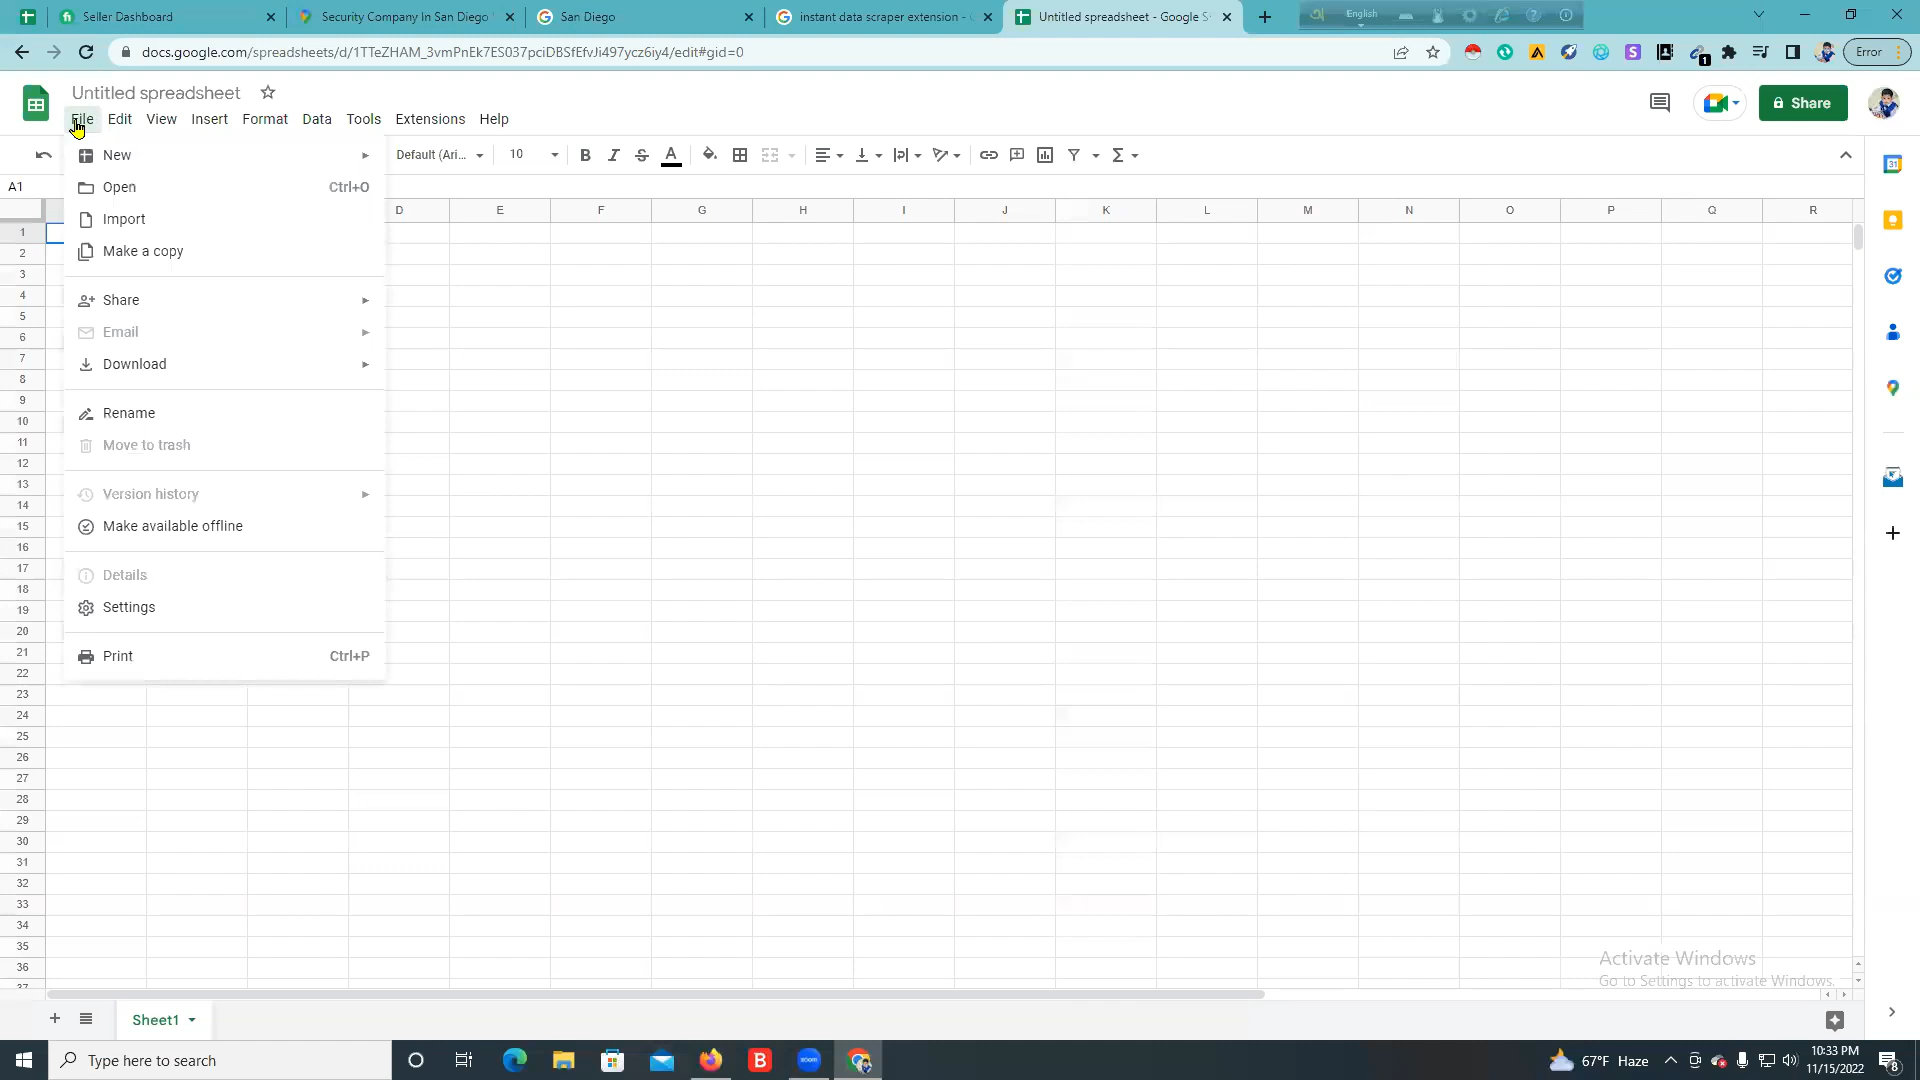 Seller Dashboard
Security Company In San Diego
San Diego
instant data scraper extension -
Untitled spreadsheet - Google S
English
docs.google.com/spreadsheets/d/1TTeZHAM_3vmPnEk7ES037pciDBSfEfvJi497ycz6iy4/edit#gid=0
1
Error
Untitled spreadsheet
File Edit View Insert Format Data Tools Extensions Help
Share
Default (Ari...
10
A1
D E F G H I J K L M N O P Q R
New
Open Ctrl+O
Import
Make a copy
Share
Email
Download
Rename
Move to trash
Version history
Make available offline
Details
Settings
Print Ctrl+P
1
2
3
4
5
6
7
8
9
10
11
12
13
14
15
16
17
18
19
20
21
22
23
24
25
26
27
28
29
30
31
32
33
34
35
36
37
31
Activate Windows
Go to Settings to activate Windows.
Sheet1
Type here to search
zoom
67°F Haze
10:33 PM
11/15/2022
8